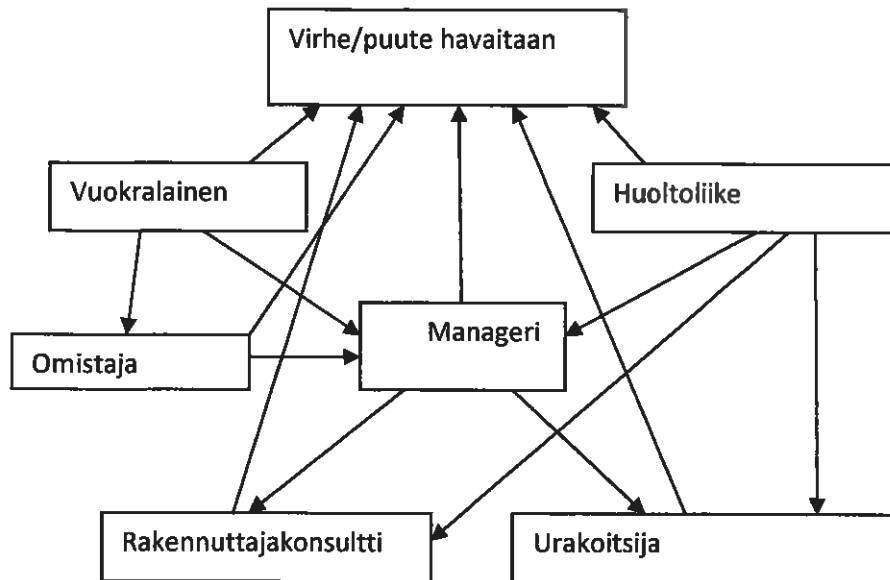 Virhe/puute havaitaan
Vuokralainen
Huoltoliike
Omistaja
Manageri
Rakennuttajakonsultti
Urakoitsija